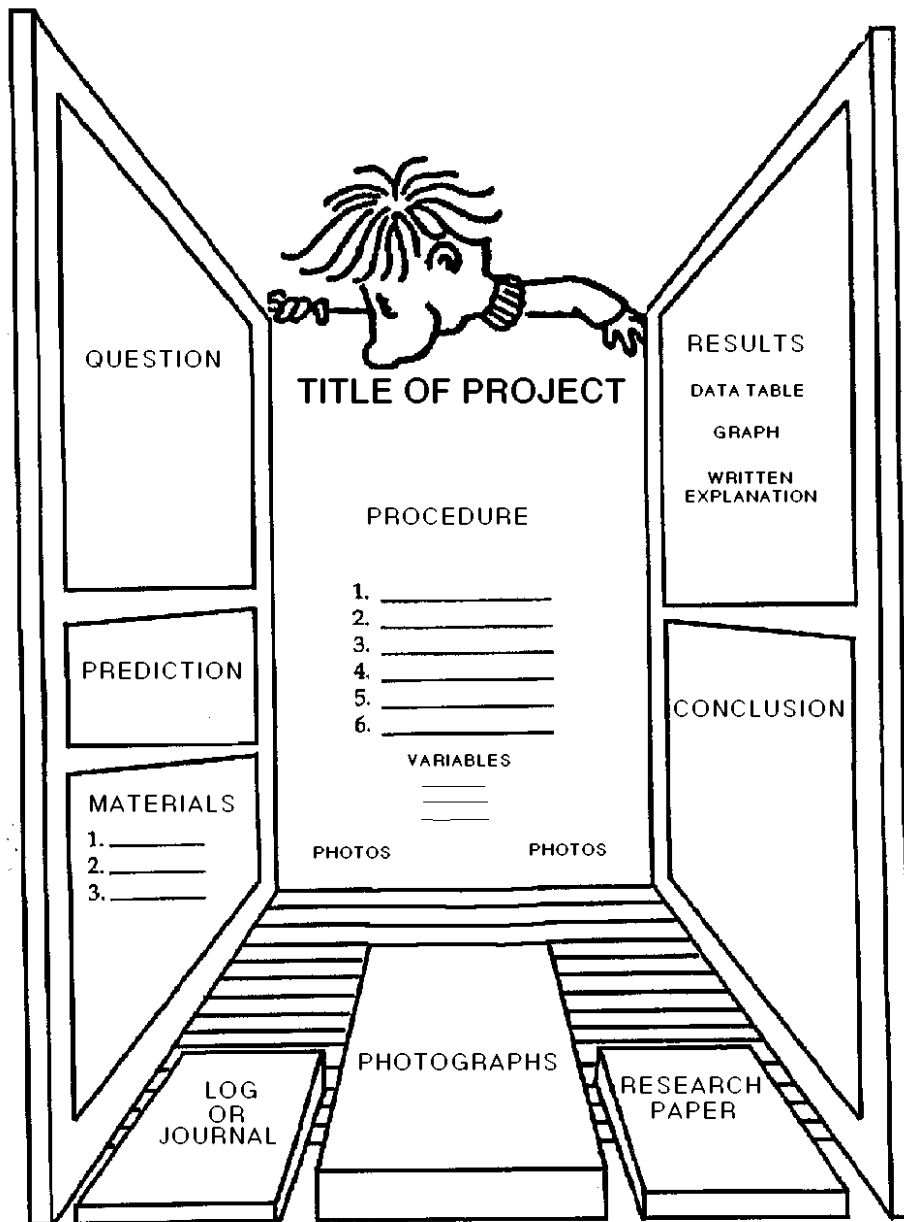 TITLE OF PROJECT
QUESTION
PREDICTION
MATERIALS
1.
2.
3.
PROCEDURE
1.
2.
3.
4.
5.
6.
VARIABLES
PHOTOS
PHOTOS
RESULTS
DATA TABLE
GRAPH
WRITTEN
EXPLANATION
CONCLUSION
LOG
OR
JOURNAL
PHOTOGRAPHS
RESEARCH
PAPER